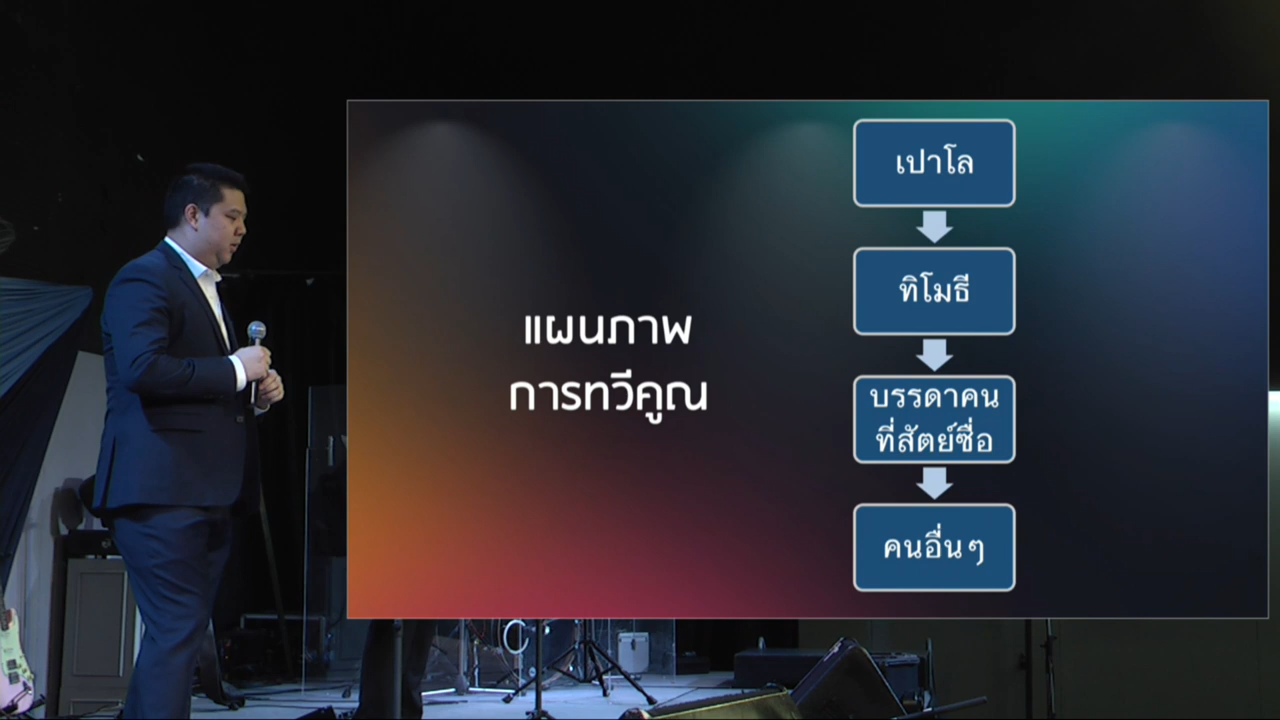 แผนภาพ
การทวีคูณ
เปาโล
ทิโมธี
บรรดาคน
ที่สัตย์ซื่อ
คนอื่นๆ